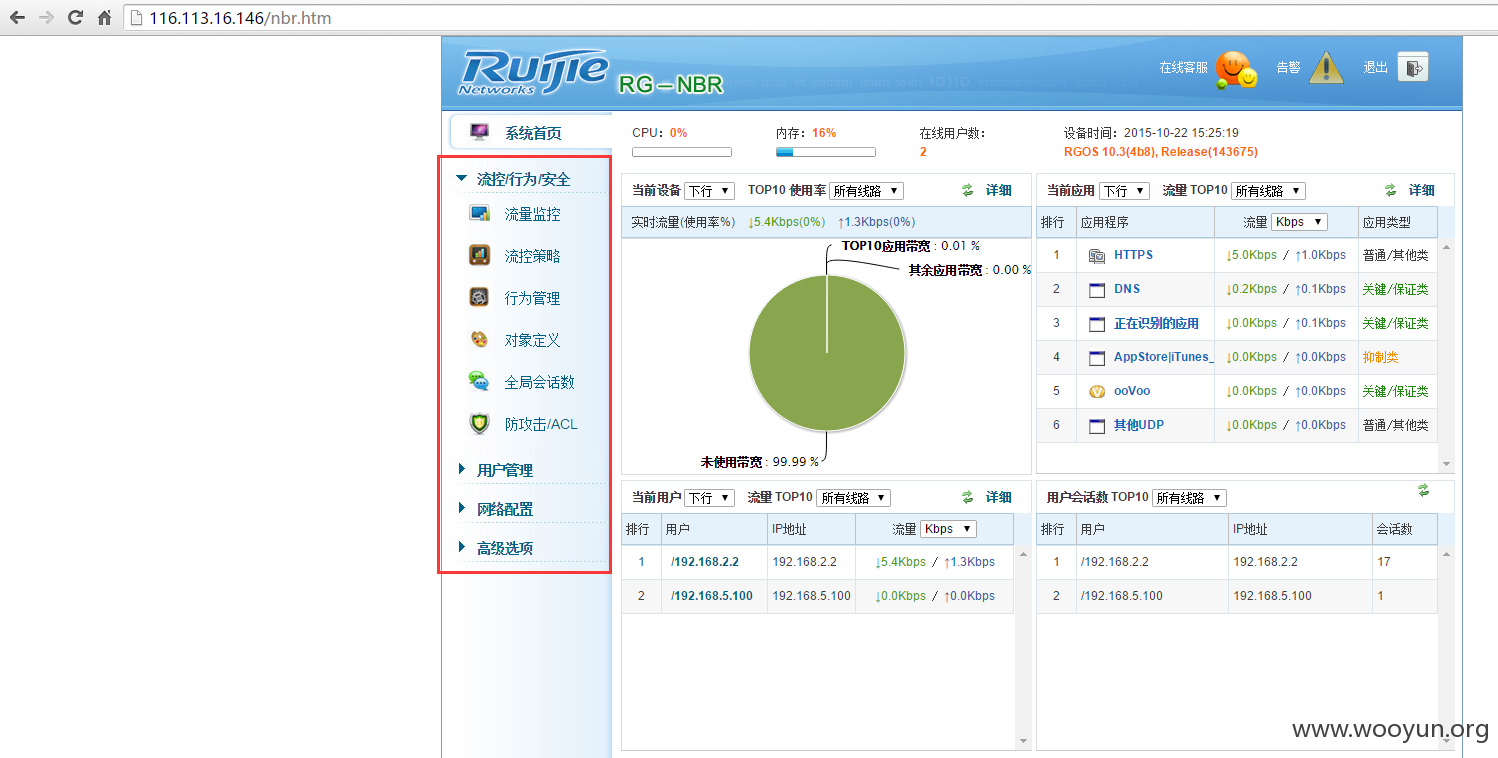 116.113.16.146/nbr.htm
Ruijie Networks RG－NBR
在线客服 告警 退出
系统首页
流控/行为/安全
流量监控
流控策略
行为管理
对象定义
全局会话数
防攻击/ACL
用户管理
网络配置
高级选项
CPU：0% 内存：16% 在线用户数： 设备时间：2015-10-22 15:25:19
2 RGOS 10.3(4b8), Release(143675)
当前设备 下行 ▼ TOP10 使用率 所有线路 ▼ 详细
实时流量(使用率%) ↓5.4Kbps(0%) ↑1.3Kbps(0%)
TOP10应用带宽 : 0.01 %
其余应用带宽 : 0.00 %
未使用带宽 : 99.99 %
当前应用 下行 ▼ 流量 TOP10 所有线路 ▼ 详细
排行 应用程序 流量 Kbps ▼ 应用类型
1 HTTPS ↓5.0Kbps / ↑1.0Kbps 普通/其他类
2 DNS ↓0.2Kbps / ↑0.1Kbps 关键/保证类
3 正在识别的应用 ↓0.0Kbps / ↑0.1Kbps 关键/保证类
4 AppStore|iTunes_ ↓0.0Kbps / ↑0.0Kbps 抑制类
5 ooVoo ↓0.0Kbps / ↑0.0Kbps 关键/保证类
6 其他UDP ↓0.0Kbps / ↑0.0Kbps 普通/其他类
当前用户 下行 ▼ 流量 TOP10 所有线路 ▼ 详细
排行 用户 IP地址 流量 Kbps ▼
1 /192.168.2.2 192.168.2.2 ↓5.4Kbps / ↑1.3Kbps
2 /192.168.5.100 192.168.5.100 ↓0.0Kbps / ↑0.0Kbps
用户会话数 TOP10 所有线路 ▼
排行 用户 IP地址 会话数
1 /192.168.2.2 192.168.2.2 17
2 /192.168.5.100 192.168.5.100 1
www.wooyun.org